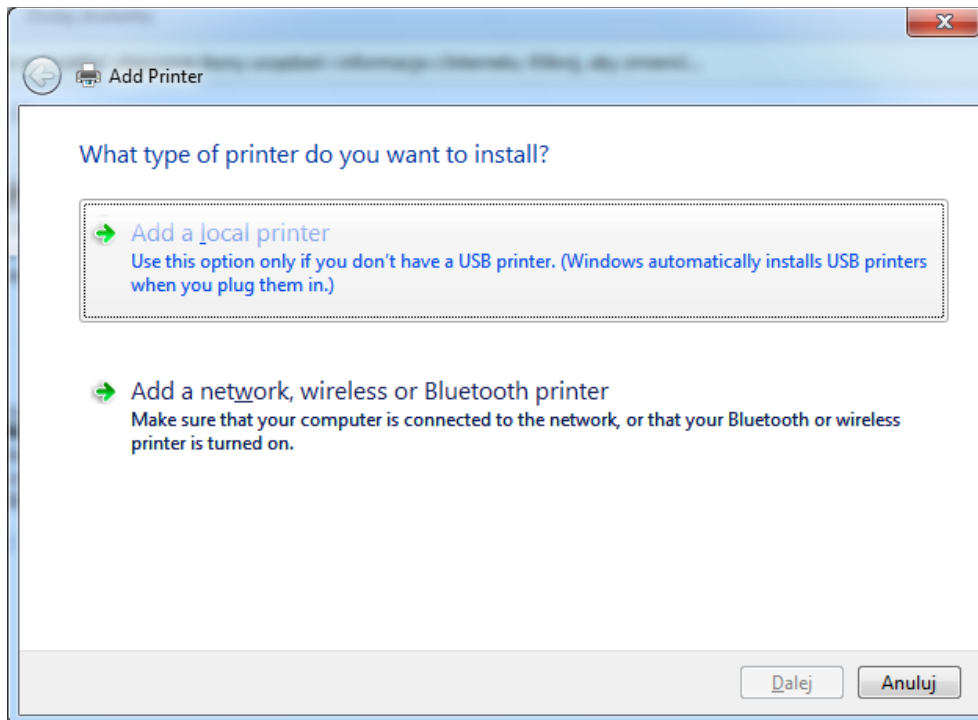 Add Printer
What type of printer do you want to install?
Add a local printer
Use this option only if you don't have a USB printer. (Windows automatically installs USB printers
when you plug them in.)
Add a network, wireless or Bluetooth printer
Make sure that your computer is connected to the network, or that your Bluetooth or wireless
printer is turned on.
Dalej
Anuluj